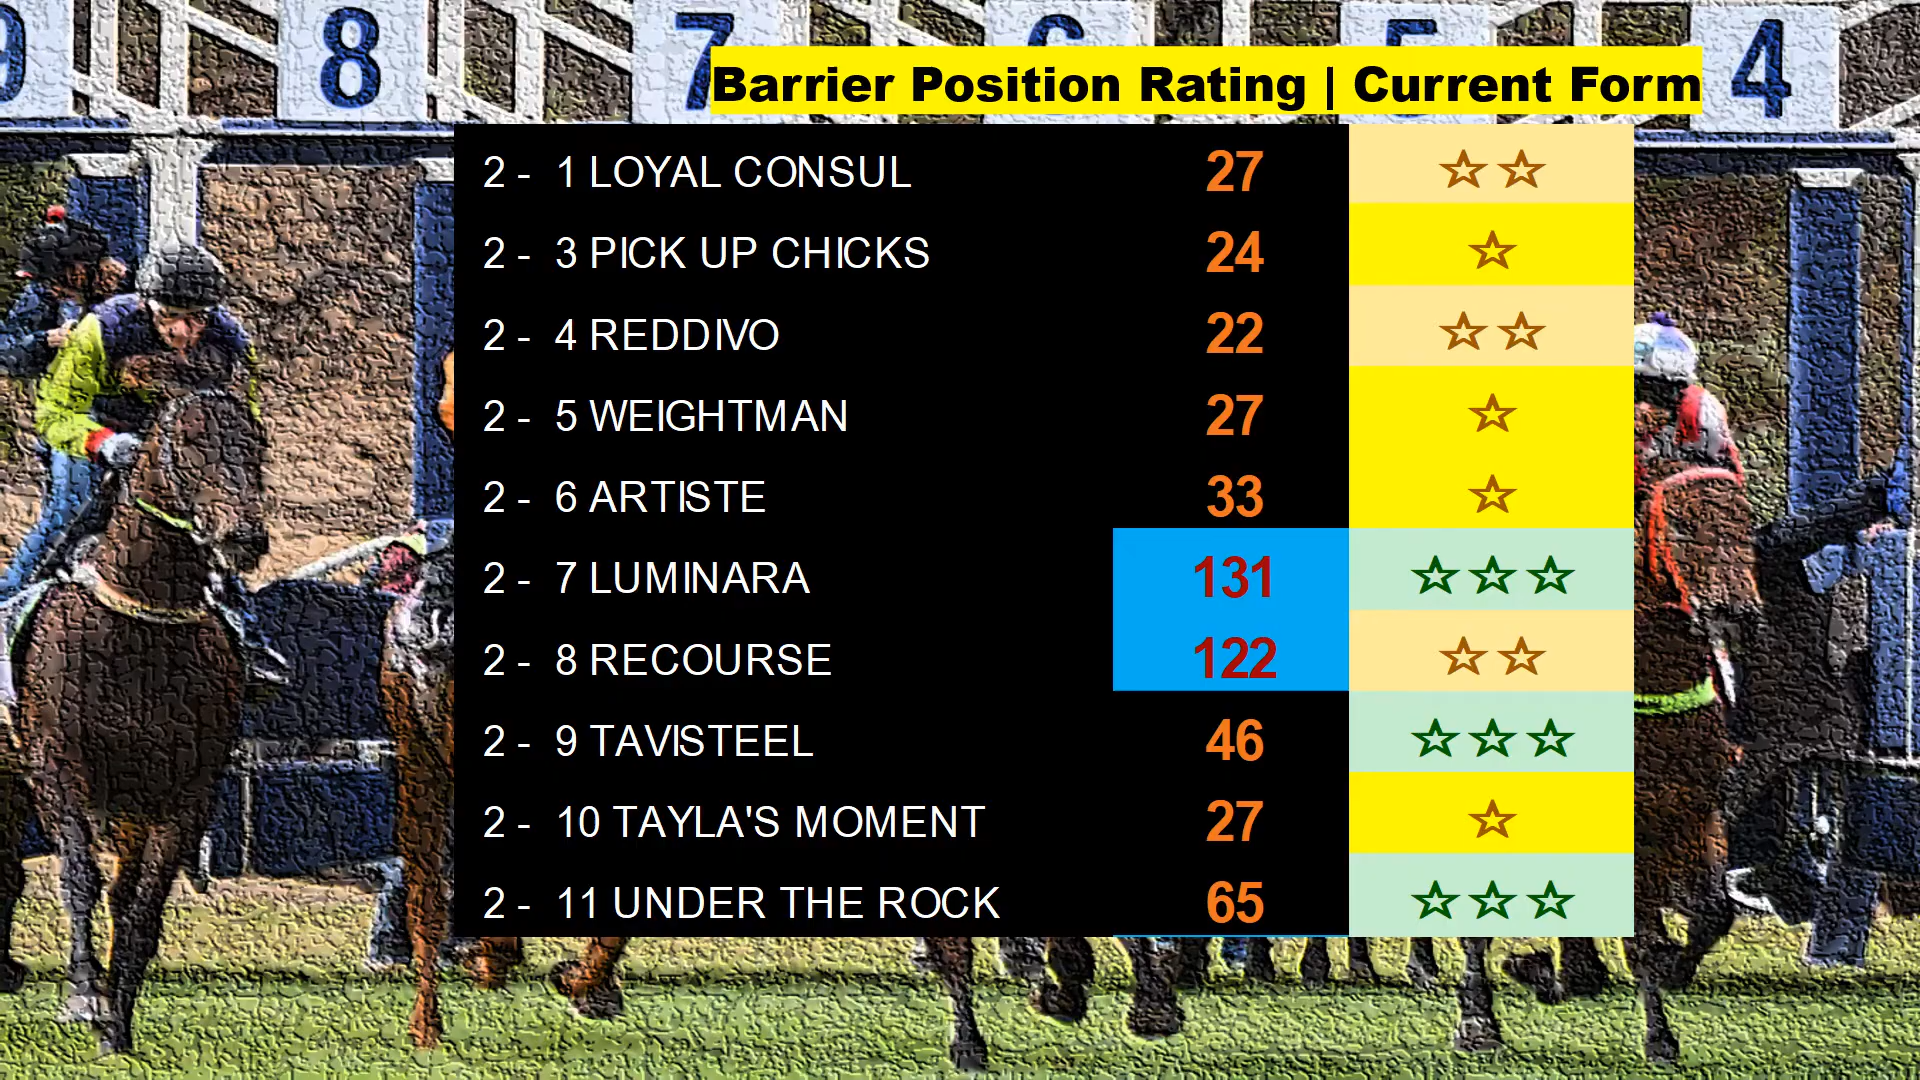 9 8 7 6 5 4
Barrier Position Rating | Current Form
2 - 1 LOYAL CONSUL 27 ☆☆
2 - 3 PICK UP CHICKS 24 ☆
2 - 4 REDDIVO 22 ☆☆
2 - 5 WEIGHTMAN 27 ☆
2 - 6 ARTISTE 33 ☆
2 - 7 LUMINARA 131 ☆☆☆
2 - 8 RECOURSE 122 ☆☆
2 - 9 TAVISTEEL 46 ☆☆☆
2 - 10 TAYLA'S MOMENT 27 ☆
2 - 11 UNDER THE ROCK 65 ☆☆☆